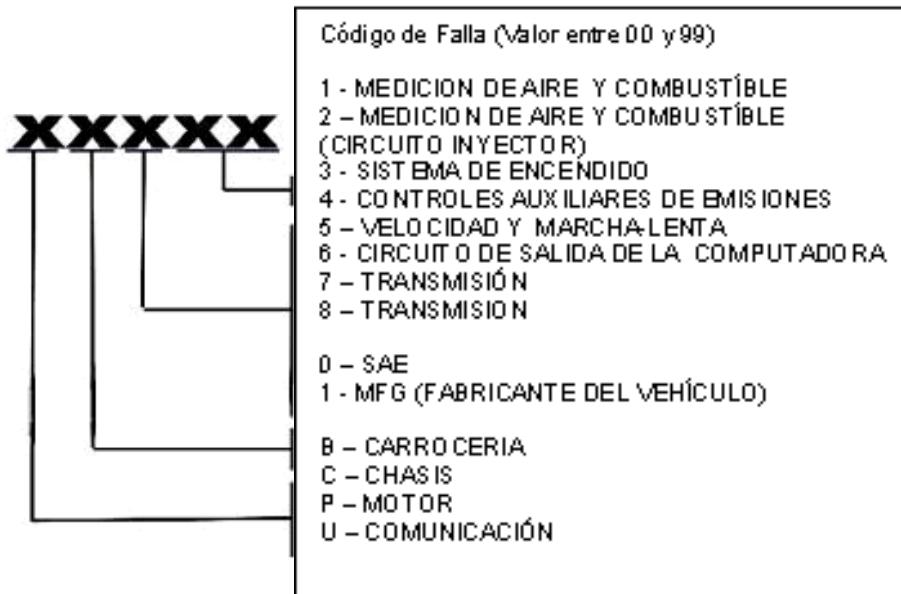 Código de Falla (Valor entre 00 y 99)
1 - MEDICION DE AIRE Y COMBUSTÍBLE
2 – MEDICION DE AIRE Y COMBUSTÍBLE
(CIRCUITO INYECTOR)
3 - SISTEMA DE ENCENDIDO
4 - CONTROLES AUXILIARES DE EMISIONES
5 – VELOCIDAD Y MARCHA-LENTA
6 - CIRCUITO DE SALIDA DE LA COMPUTADORA
7 – TRANSMISIÓN
8 – TRANSMISION
0 – SAE
1 - MFG (FABRICANTE DEL VEHÍCULO)
B – CARROCERIA
C – CHASIS
P – MOTOR
U – COMUNICACIÓN
XXXXX